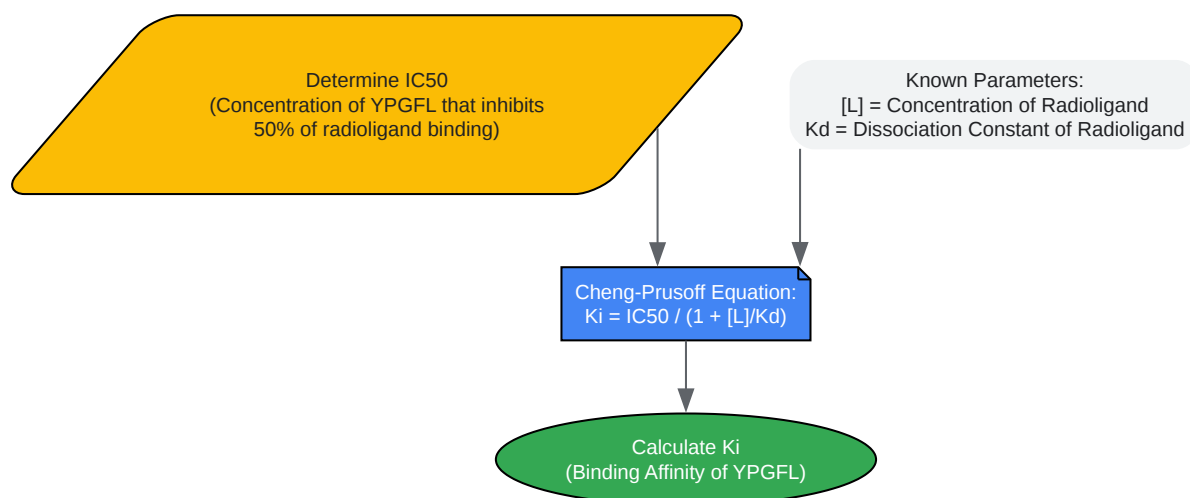 Determine IC50
(Concentration of YPGFL that inhibits
50% of radioligand binding)
Known Parameters:
[L] = Concentration of Radioligand
Kd = Dissociation Constant of Radioligand
Cheng-Prusoff Equation:
Ki = IC50 / (1 + [L]/Kd)
Calculate Ki
(Binding Affinity of YPGFL)